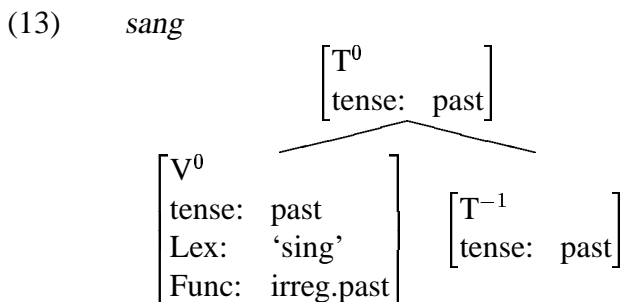 (13) sang
T⁰
tense: past
V⁰
tense: past
Lex: ‘sing’
Func: irreg.past
T⁻¹
tense: past